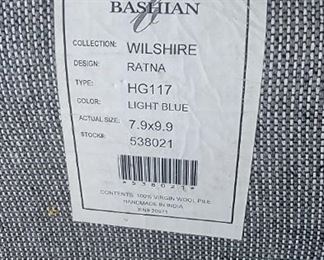 BASHIAN
COLLECTION: WILSHIRE
DESIGN: RATNA
TYPE: HG117
COLOR: LIGHT BLUE
ACTUAL SIZE: 7.9x9.9
STOCK#: 538021
*538021*
CONTENTS: 100% VIRGIN WOOL PILE
HANDMADE IN INDIA